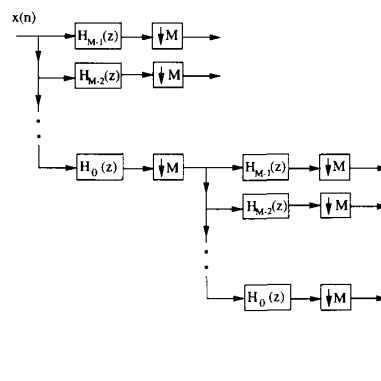 x(n)
H_{M-1}(z) ↓M
H_{M-2}(z) ↓M
H_0(z) ↓M H_{M-1}(z) ↓M
H_{M-2}(z) ↓M
H_0(z) ↓M